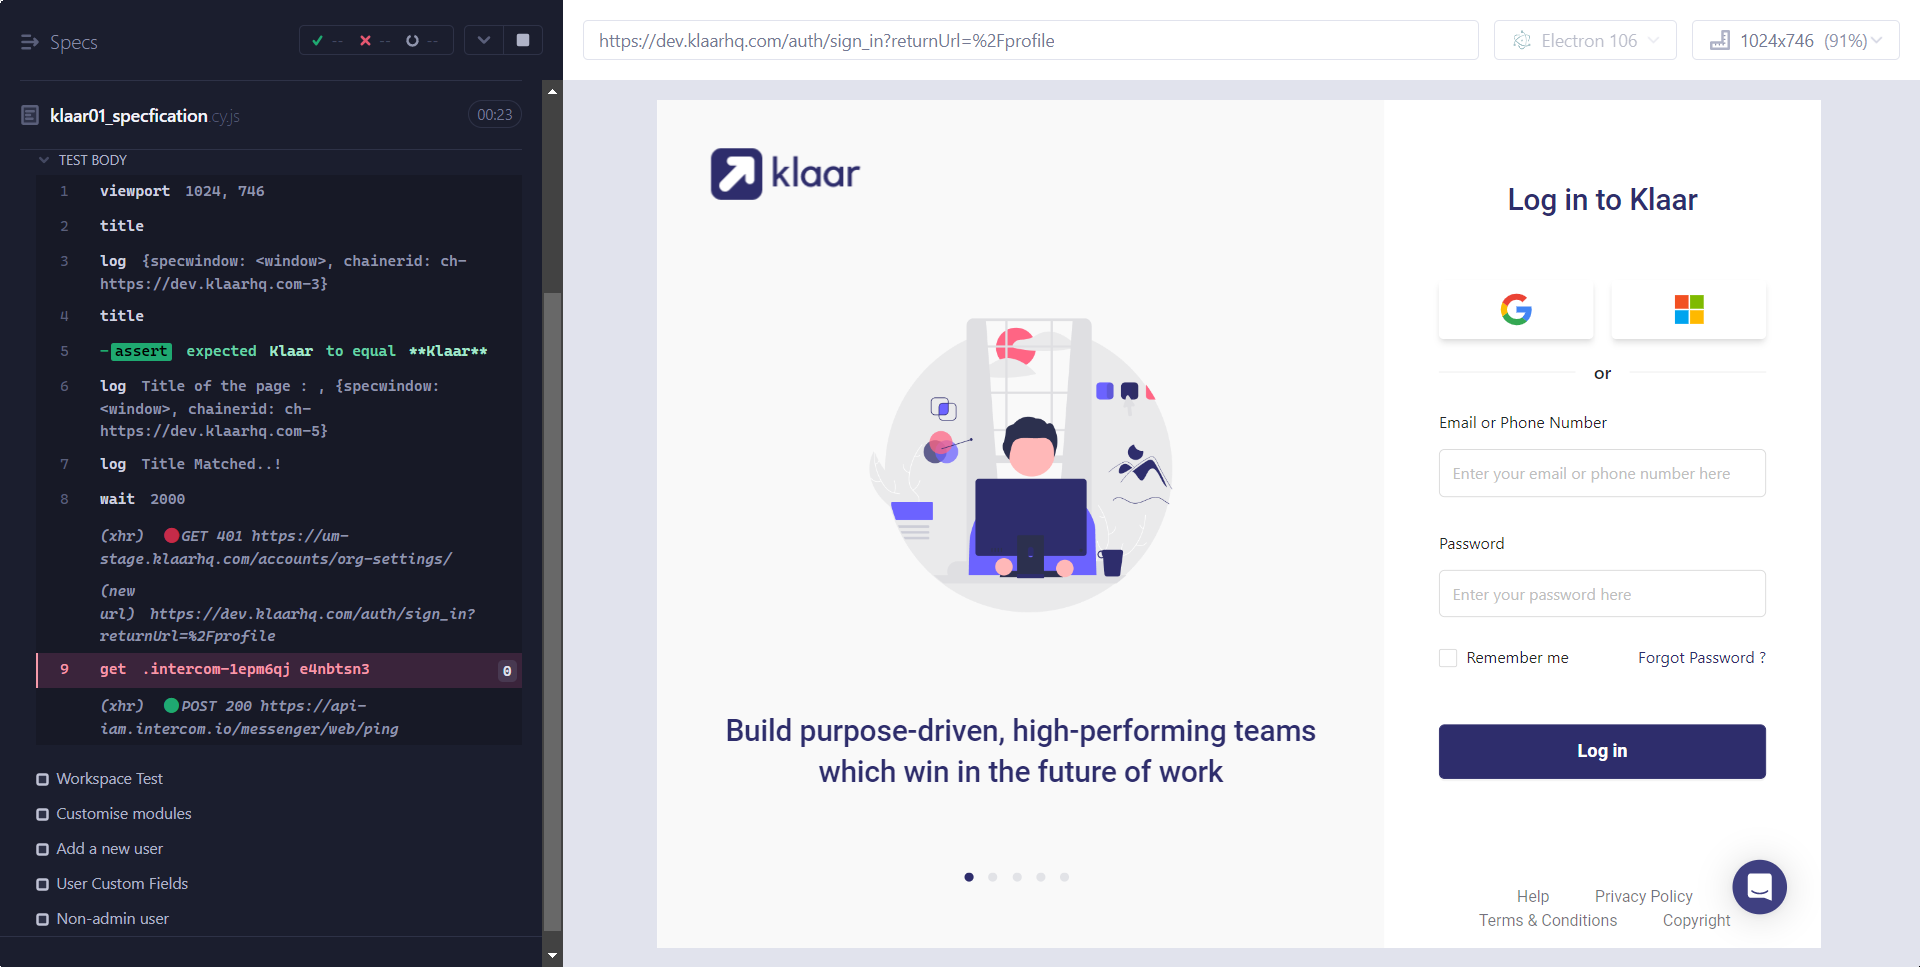 Specs
-- -- --
klaar01_specfication.cy.js 00:23
TEST BODY
1 viewport 1024, 746
2 title
3 log {specwindow: <window>, chainerid: ch-
https://dev.klaarhq.com-3}
4 title
5 -assert expected Klaar to equal **Klaar**
6 log Title of the page : , {specwindow:
<window>, chainerid: ch-
https://dev.klaarhq.com-5}
7 log Title Matched..!
8 wait 2000
(xhr) GET 401 https://um-
stage.klaarhq.com/accounts/org-settings/
(new
url) https://dev.klaarhq.com/auth/sign_in?
returnUrl=%2Fprofile
9 get .intercom-1epm6qj e4nbtsn3 0
(xhr) POST 200 https://api-
iam.intercom.io/messenger/web/ping
Workspace Test
Customise modules
Add a new user
User Custom Fields
Non-admin user
https://dev.klaarhq.com/auth/sign_in?returnUrl=%2Fprofile
Electron 106
1024x746 (91%)
klaar
Build purpose-driven, high-performing teams
which win in the future of work
Log in to Klaar
or
Email or Phone Number
Enter your email or phone number here
Password
Enter your password here
Remember me Forgot Password ?
Log in
Help Privacy Policy
Terms & Conditions Copyright